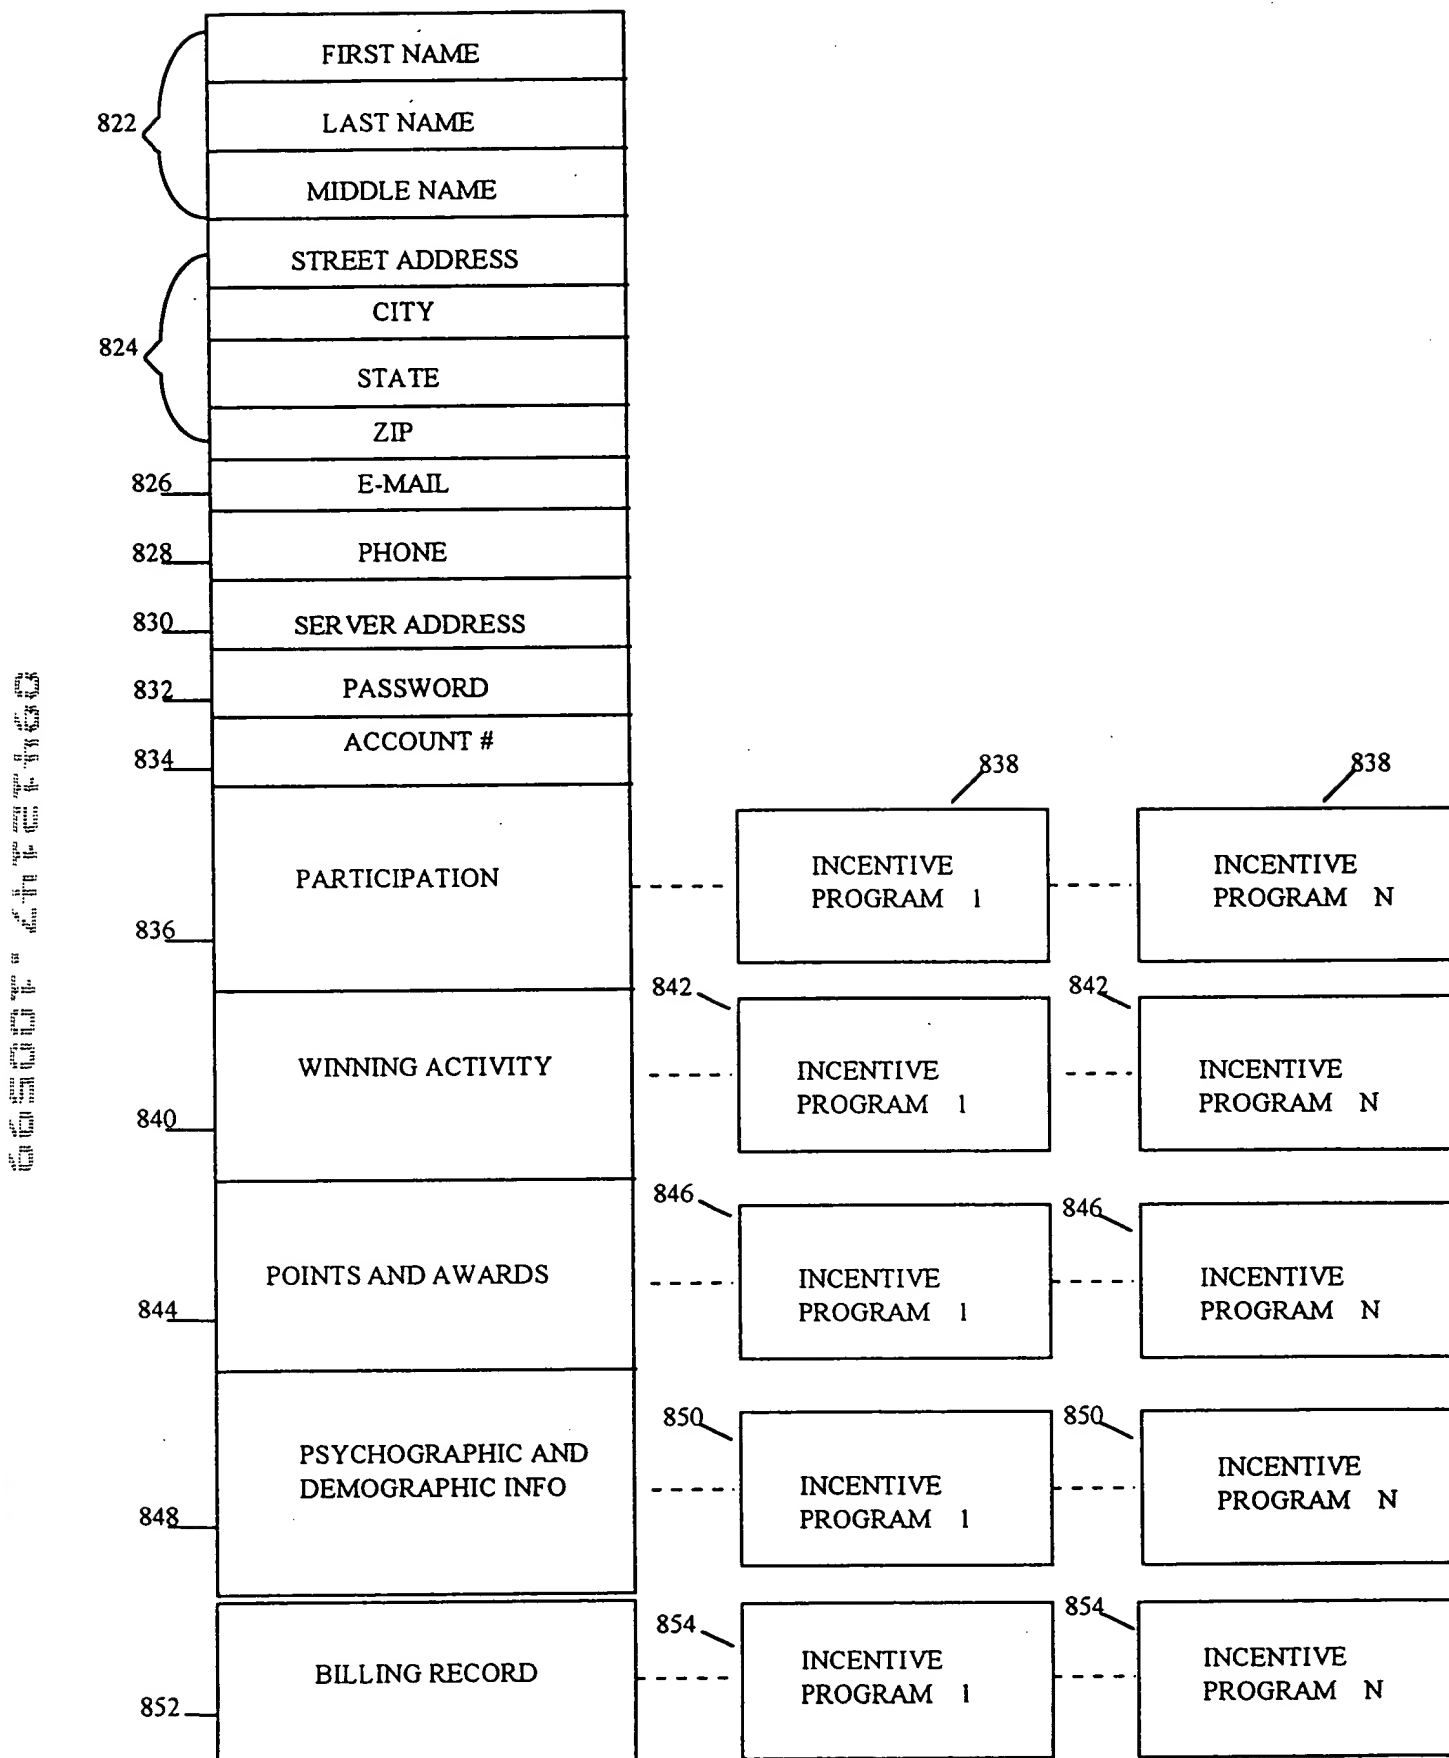 FIRST NAME
822
LAST NAME
MIDDLE NAME
STREET ADDRESS
CITY
824
STATE
ZIP
826
E-MAIL
828
PHONE
830
SERVER ADDRESS
832
PASSWORD
834
ACCOUNT #
838
838
PARTICIPATION
INCENTIVE
PROGRAM 1
INCENTIVE
PROGRAM N
836
842
842
WINNING ACTIVITY
INCENTIVE
PROGRAM 1
INCENTIVE
PROGRAM N
840
846
846
POINTS AND AWARDS
INCENTIVE
PROGRAM 1
INCENTIVE
PROGRAM N
844
850
850
PSYCHOGRAPHIC AND
DEMOGRAPHIC INFO
INCENTIVE
PROGRAM 1
INCENTIVE
PROGRAM N
848
854
854
BILLING RECORD
INCENTIVE
PROGRAM 1
INCENTIVE
PROGRAM N
852